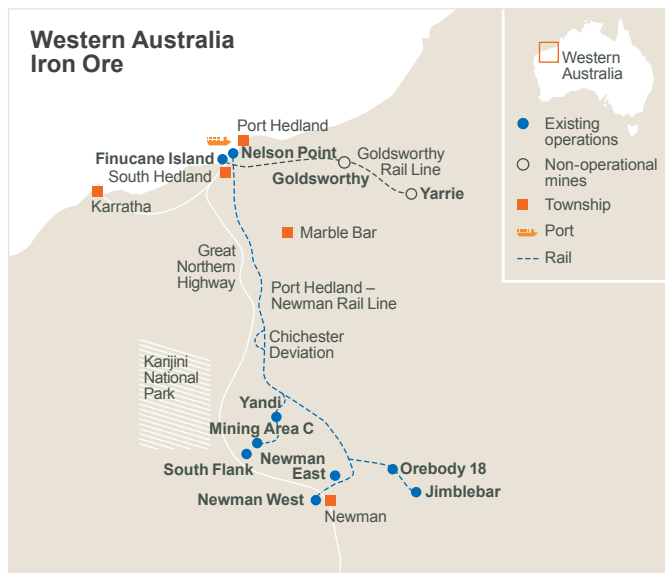 Western Australia
Iron Ore
Western
Australia
Existing
operations
Non-operational
mines
Township
Port
Rail
Port Hedland
Nelson Point
Finucane Island
South Hedland
Goldsworthy
Goldsworthy
Rail Line
Yarrie
Karratha
Marble Bar
Great
Northern
Highway
Port Hedland –
Newman Rail Line
Chichester
Deviation
Karijini
National
Park
Yandi
Mining Area C
South Flank
Newman
East
Orebody 18
Jimblebar
Newman West
Newman